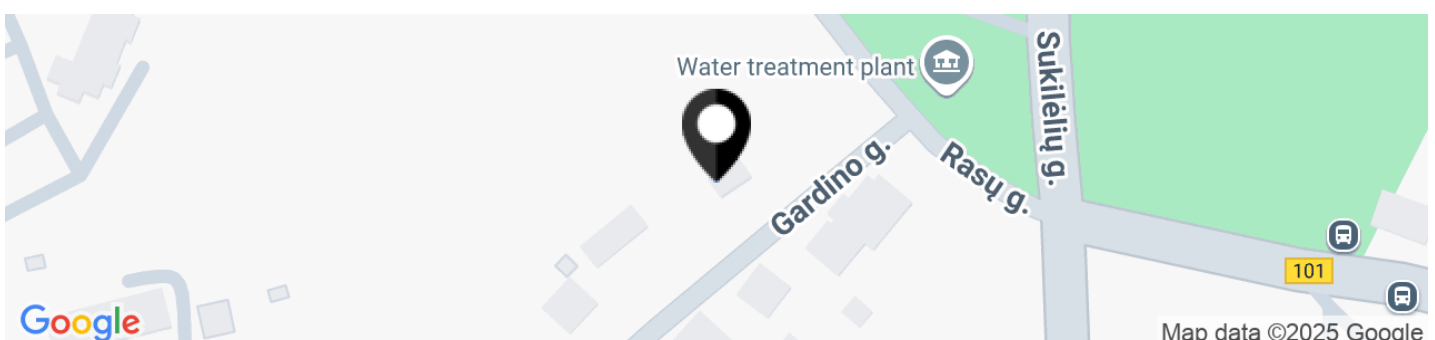 Water treatment plant
Sukilėlių g.
Gardino g.
Rasų g.
101
Google
Map data ©2025 Google